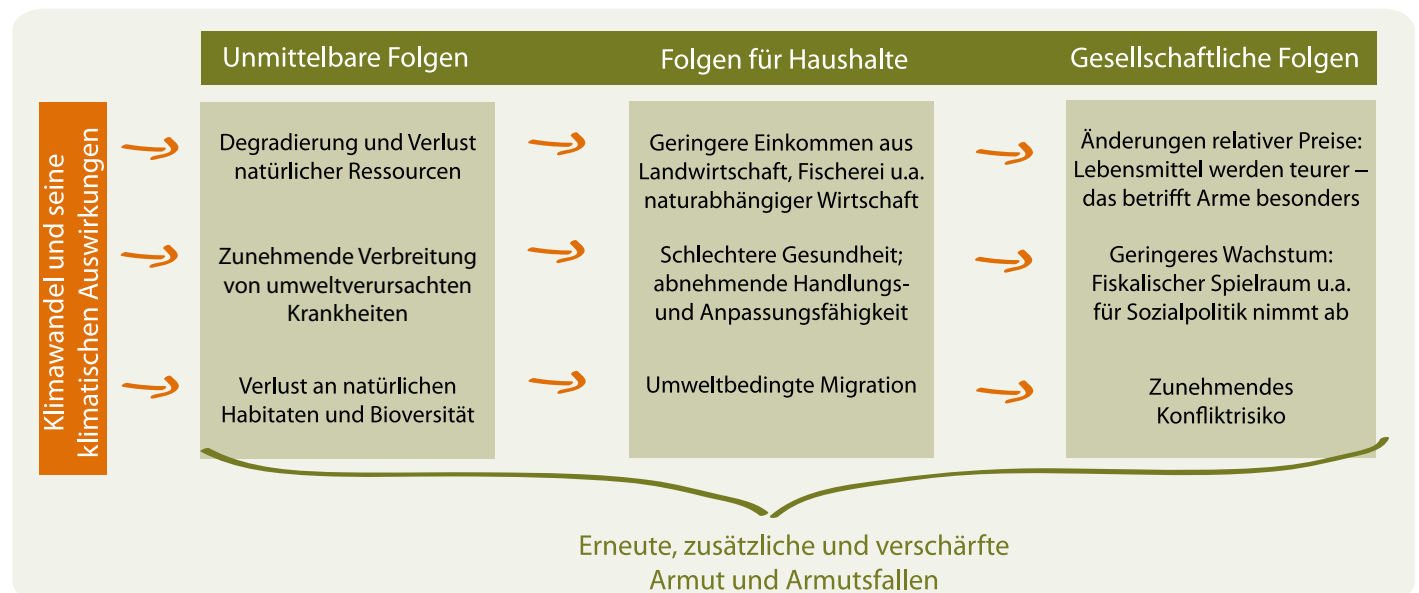 Unmittelbare Folgen
Folgen für Haushalte
Gesellschaftliche Folgen
Klimawandel und seine
klimatischen Auswirkungen
Degradierung und Verlust
natürlicher Ressourcen
Geringere Einkommen aus
Landwirtschaft, Fischerei u.a.
naturabhängiger Wirtschaft
Änderungen relativer Preise:
Lebensmittel werden teurer –
das betrifft Arme besonders
Zunehmende Verbreitung
von umweltverursachten
Krankheiten
Schlechtere Gesundheit;
abnehmende Handlungs-
und Anpassungsfähigkeit
Geringeres Wachstum:
Fiskalischer Spielraum u.a.
für Sozialpolitik nimmt ab
Verlust an natürlichen
Habitaten und Bioversität
Umweltbedingte Migration
Zunehmendes
Konfliktrisiko
Erneute, zusätzliche und verschärfte
Armut und Armutsfallen